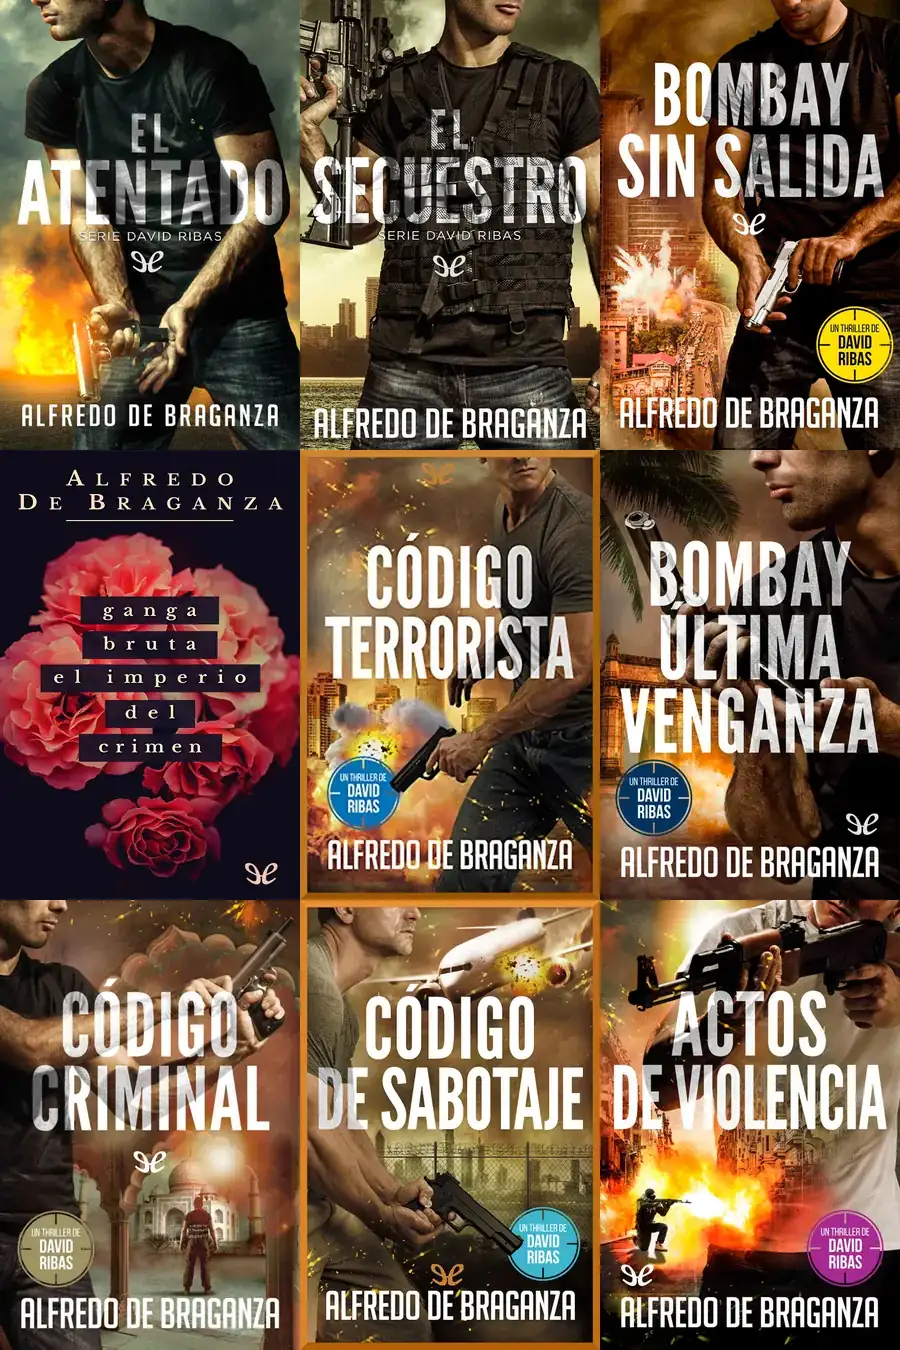 EL
ATENTADO
SERIE DAVID RIBAS
ALFREDO DE BRAGANZA
EL
SECUESTRO
SERIE DAVID RIBAS
ALFREDO DE BRAGANZA
BOMBAY
SIN SALIDA
UN THRILLER DE
DAVID
RIBAS
ALFREDO DE BRAGANZA
ALFREDO
DE BRAGANZA
ganga
bruta
el imperio
del
crimen
CÓDIGO
TERRORISTA
UN THRILLER DE
DAVID
RIBAS
ALFREDO DE BRAGANZA
BOMBAY
ÚLTIMA
VENGANZA
UN THRILLER DE
DAVID
RIBAS
ALFREDO DE BRAGANZA
CÓDIGO
CRIMINAL
UN THRILLER DE
DAVID
RIBAS
ALFREDO DE BRAGANZA
CÓDIGO
DE SABOTAJE
UN THRILLER DE
DAVID
RIBAS
ALFREDO DE BRAGANZA
ACTOS
DE VIOLENCIA
UN THRILLER DE
DAVID
RIBAS
ALFREDO DE BRAGANZA